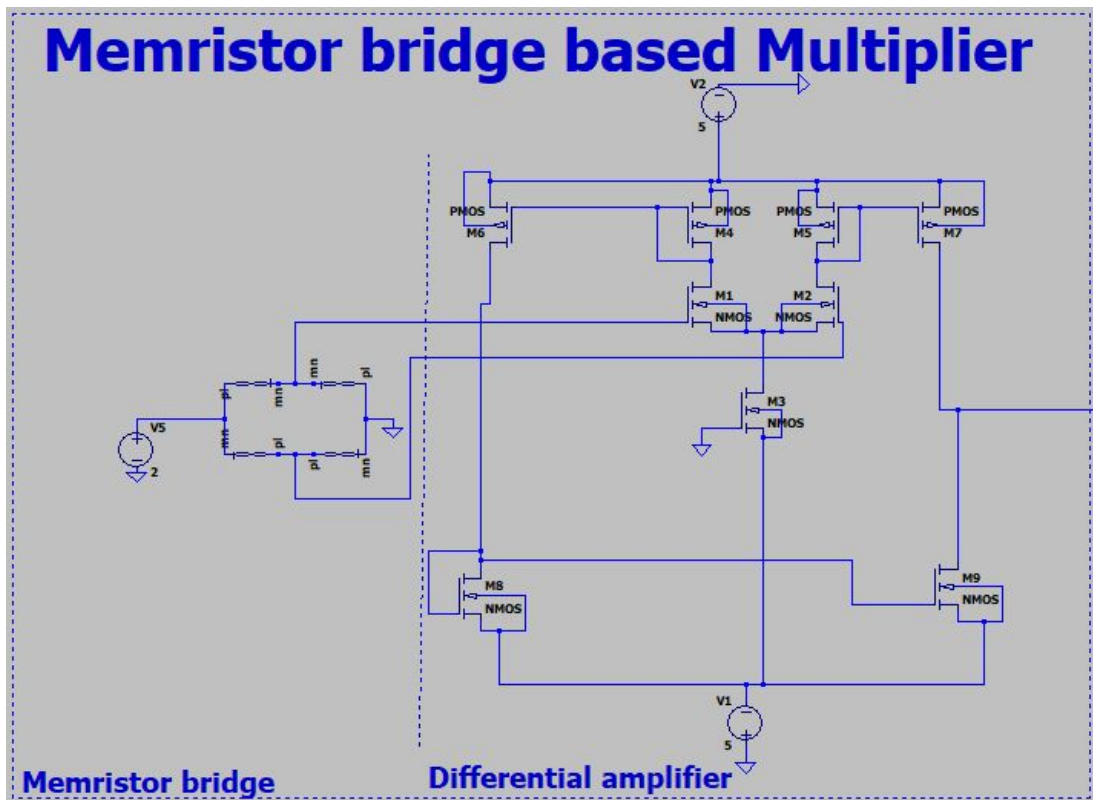 Memristor bridge based Multiplier
V2
5
PMOS
M6
PMOS
M4
PMOS
M5
PMOS
M7
M1
NMOS
M2
NMOS
pl
mn
mn
pl
M3
NMOS
V5
2
mn
pl
pl
mn
M8
NMOS
M9
NMOS
V1
5
Memristor bridge
Differential amplifier